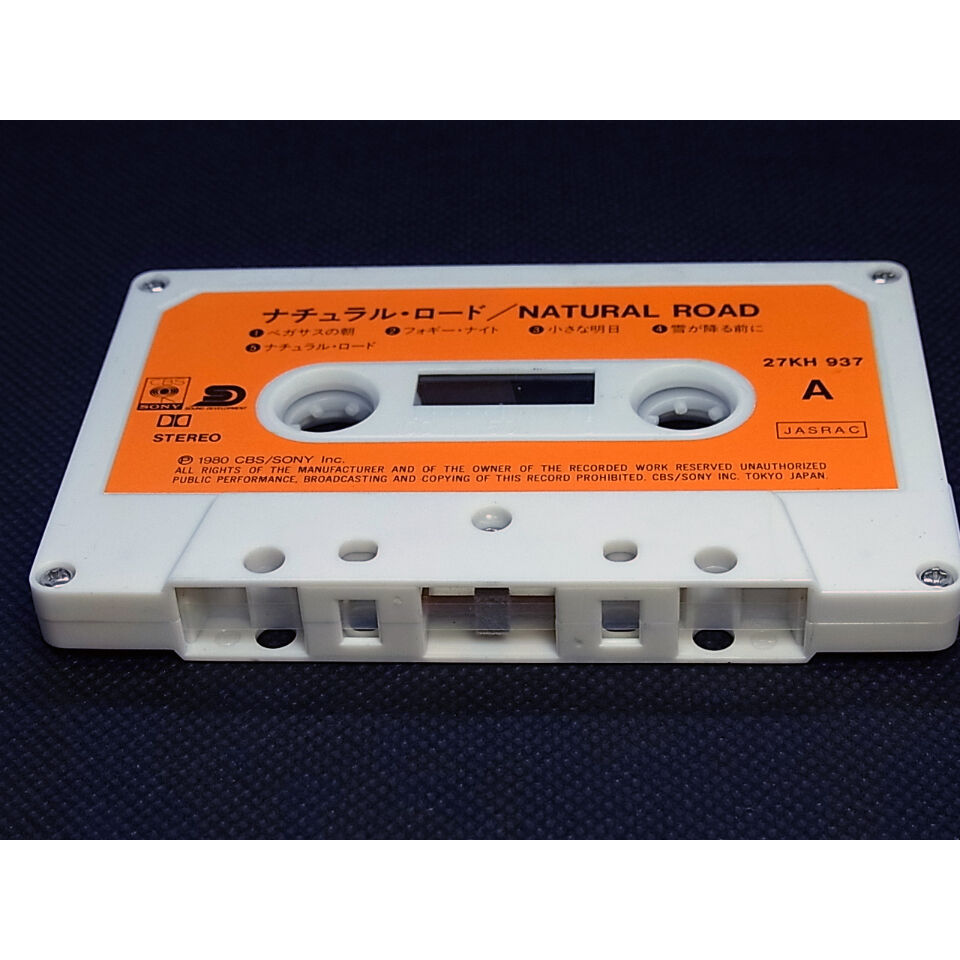 ナチュラル・ロード／NATURAL ROAD
❶ペガサスの朝 ❷フォギー・ナイト ❸小さな明日 ❹雪が降る前に
❺ナチュラル・ロード
27KH 937
A
CBS
SONY
SOUND DEVELOPMENT
STEREO
JASRAC
Ⓟ 1980 CBS/SONY Inc.
ALL RIGHTS OF THE MANUFACTURER AND OF THE OWNER OF THE RECORDED WORK RESERVED UNAUTHORIZED
PUBLIC PERFORMANCE, BROADCASTING AND COPYING OF THIS RECORD PROHIBITED. CBS/SONY INC. TOKYO JAPAN.